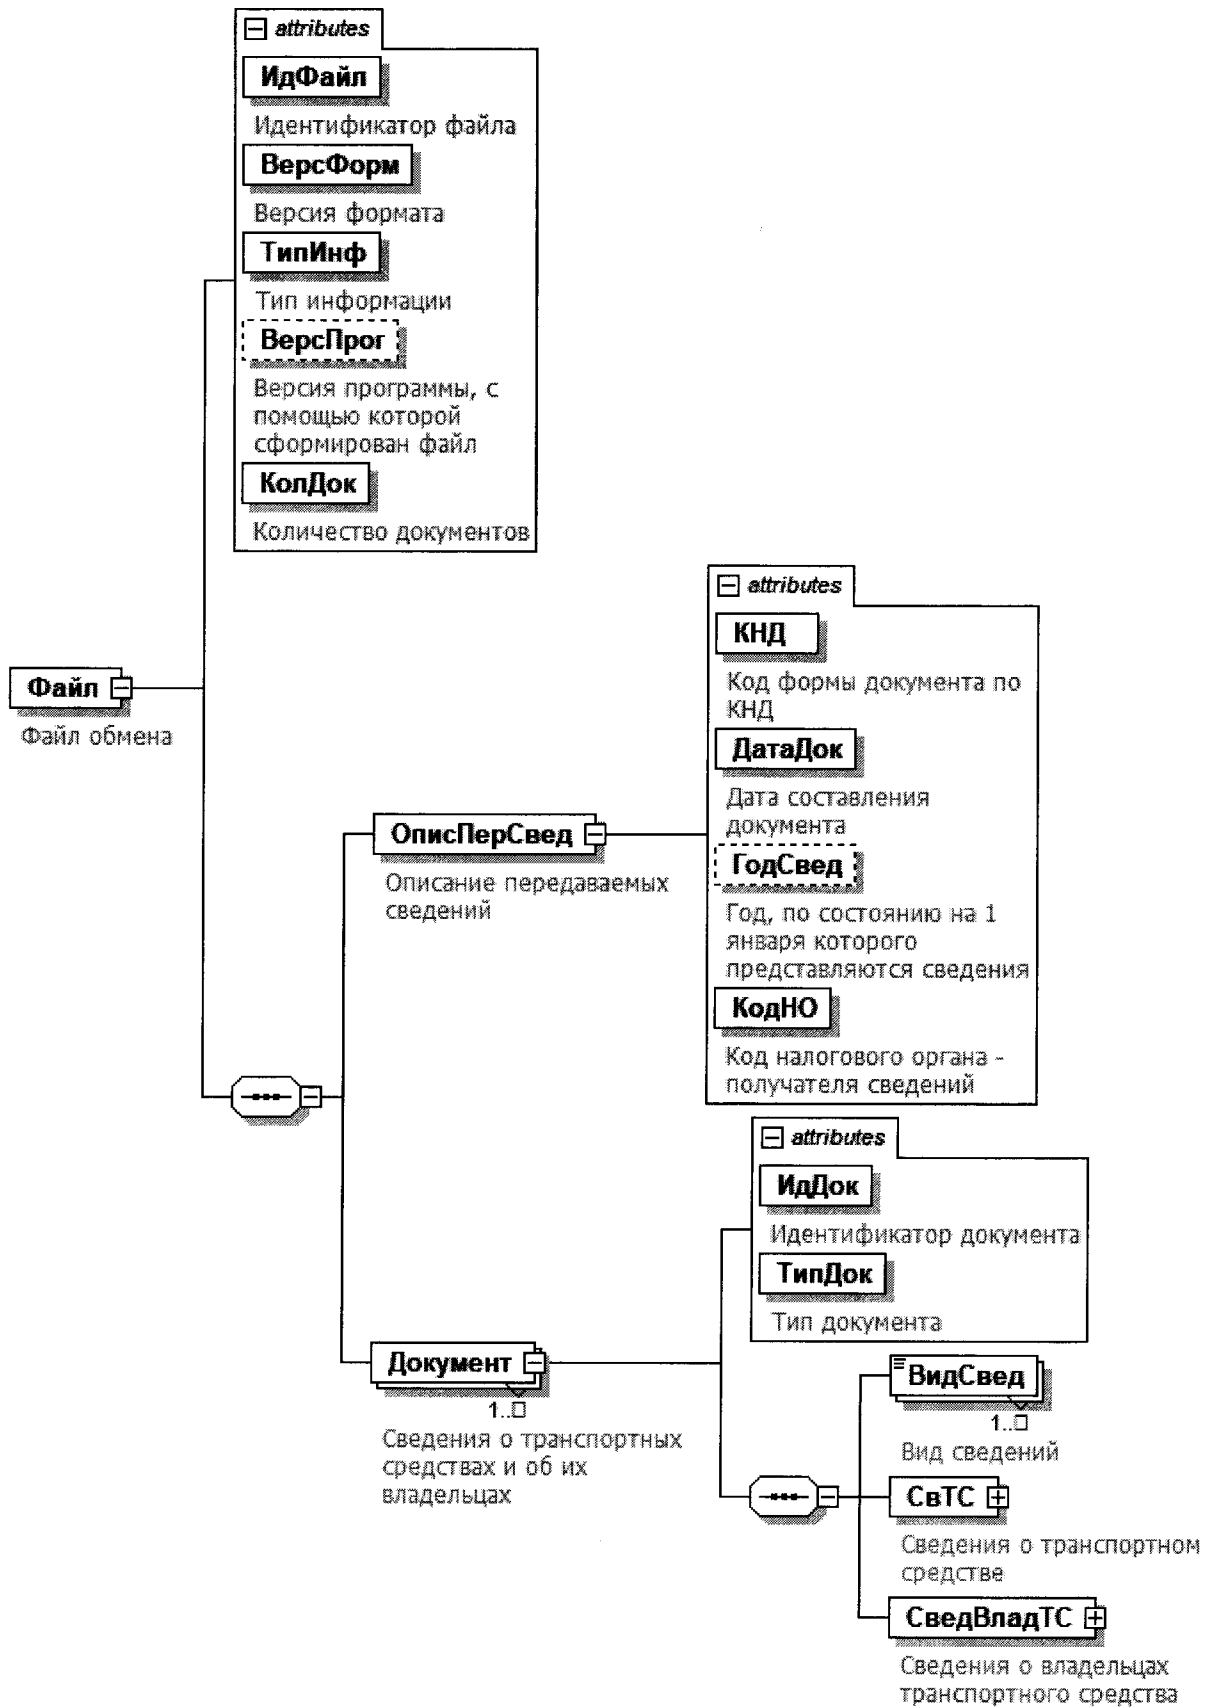 attributes
ИдФайл
Идентификатор файла
ВерсФорм
Версия формата
ТипИнф
Тип информации
ВерсПрог
Версия программы, с
помощью которой
сформирован файл
КолДок
Количество документов
Файл
Файл обмена
attributes
КНД
Код формы документа по
КНД
ДатаДок
Дата составления
документа
ГодСвед
Год, по состоянию на 1
января которого
представляются сведения
КодНО
Код налогового органа -
получателя сведений
ОписПерСвед
Описание передаваемых
сведений
attributes
ИдДок
Идентификатор документа
ТипДок
Тип документа
Документ
1..□
Сведения о транспортных
средствах и об их
владельцах
ВидСвед
1..□
Вид сведений
СвТС
Сведения о транспортном
средстве
СведВладТС
Сведения о владельцах
транспортного средства